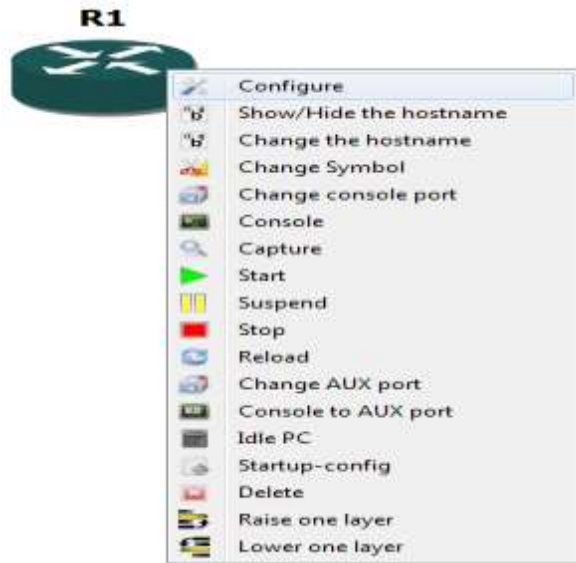 R1
Configure
Show/Hide the hostname
Change the hostname
Change Symbol
Change console port
Console
Capture
Start
Suspend
Stop
Reload
Change AUX port
Console to AUX port
Idle PC
Startup-config
Delete
Raise one layer
Lower one layer